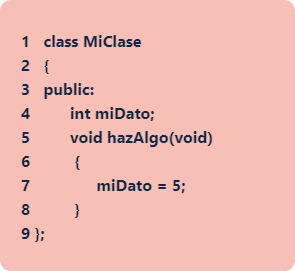 1 class MiClase
2 {
3 public:
4 int miDato;
5 void hazAlgo(void)
6 {
7 miDato = 5;
8 }
9 };